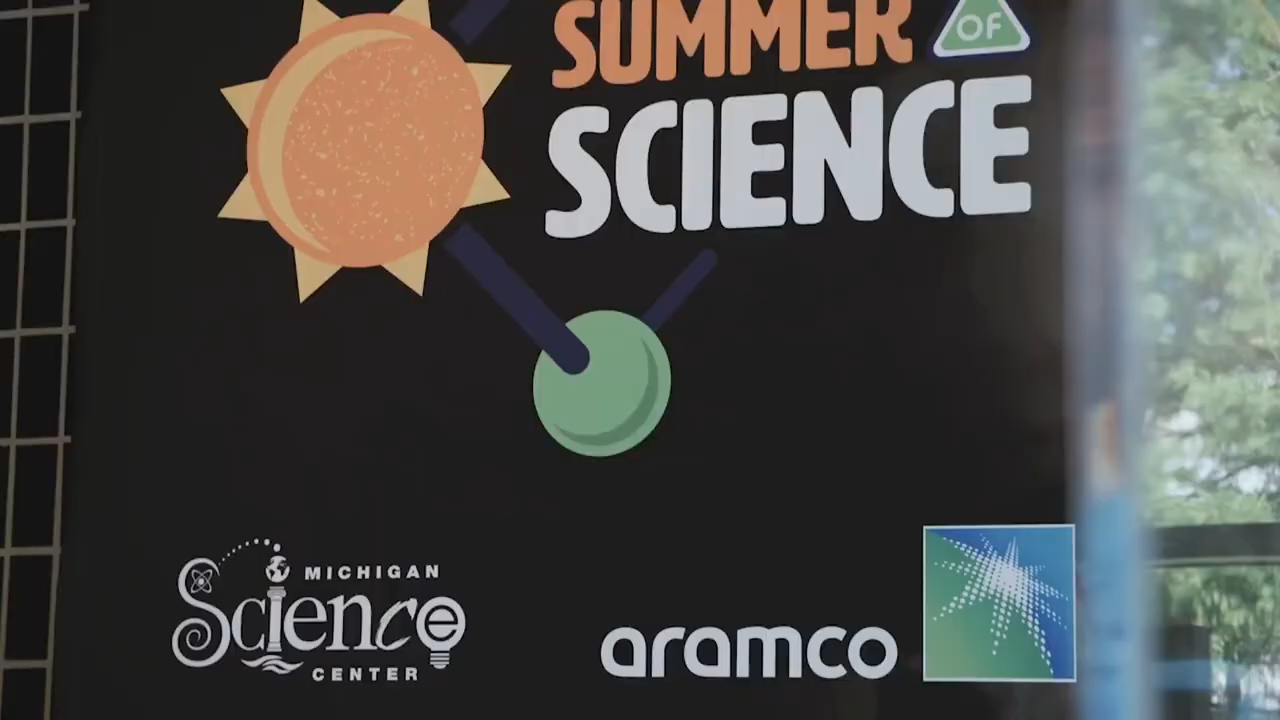 SUMMER OF
SCIENCE
MICHIGAN
Science
CENTER
aramco